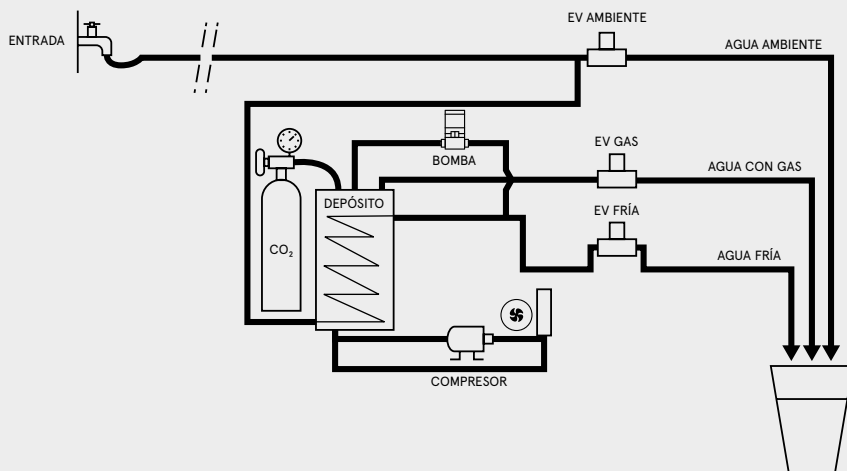 EV AMBIENTE
ENTRADA
AGUA AMBIENTE
BOMBA
EV GAS
AGUA CON GAS
DEPÓSITO
EV FRÍA
CO₂
AGUA FRÍA
COMPRESOR